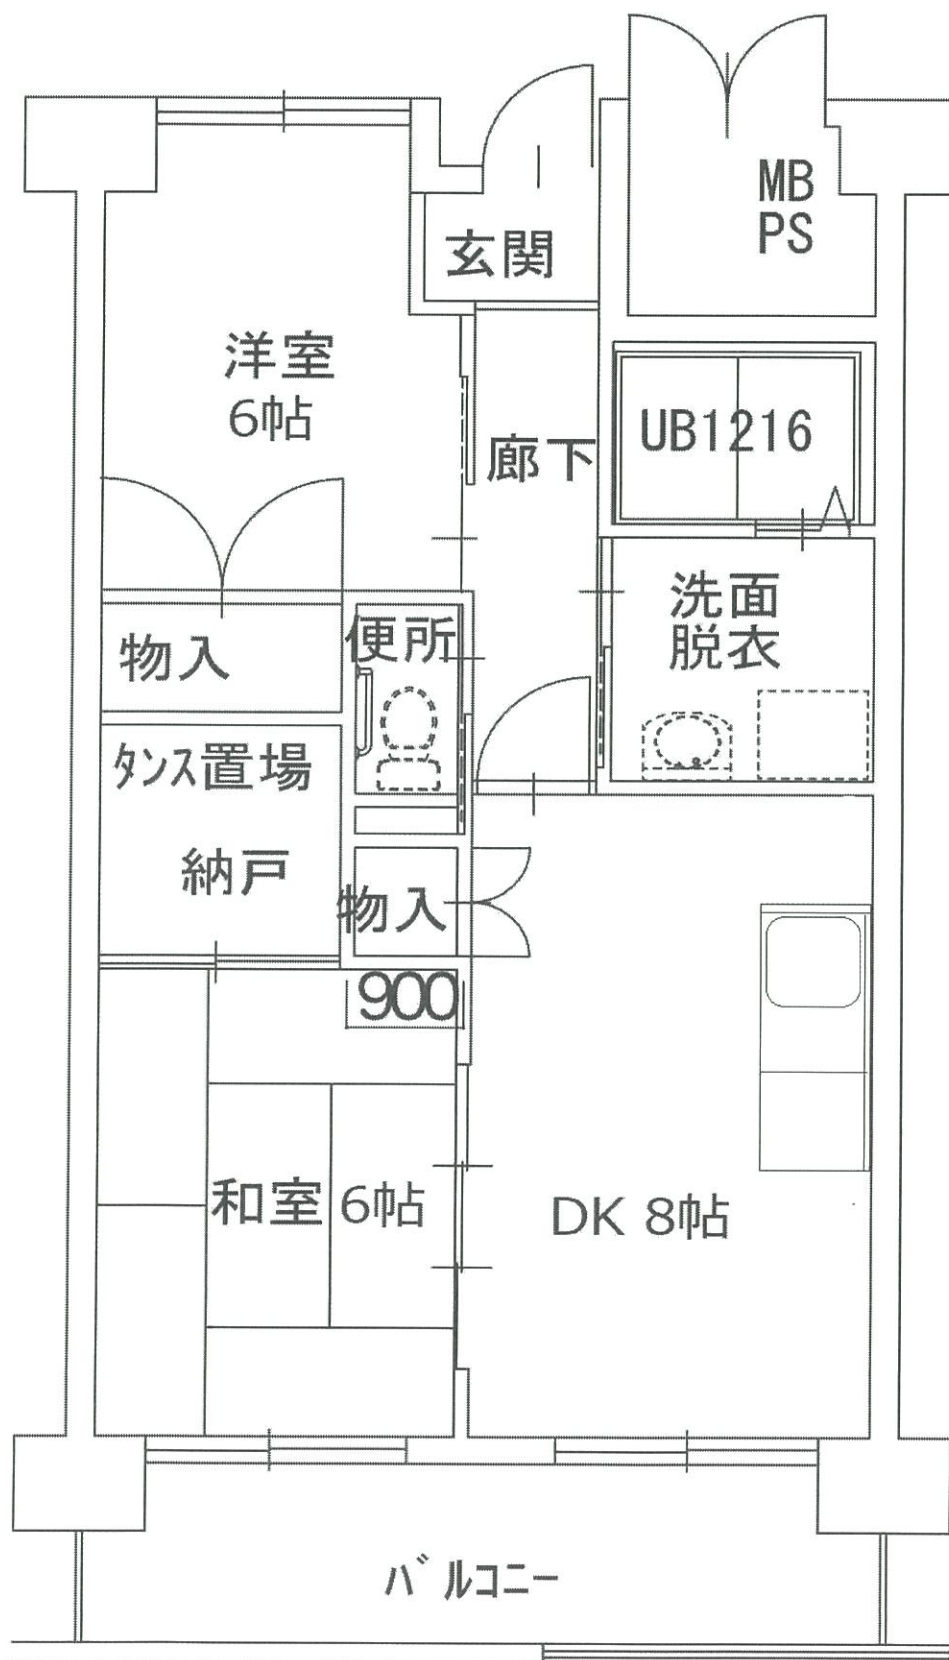 MB
PS
玄関
洋室
6帖
廊下
UB1216
洗面
脱衣
便所
物入
タンス置場
納戸
物入
900
和室 6帖
DK 8帖
バルコニー